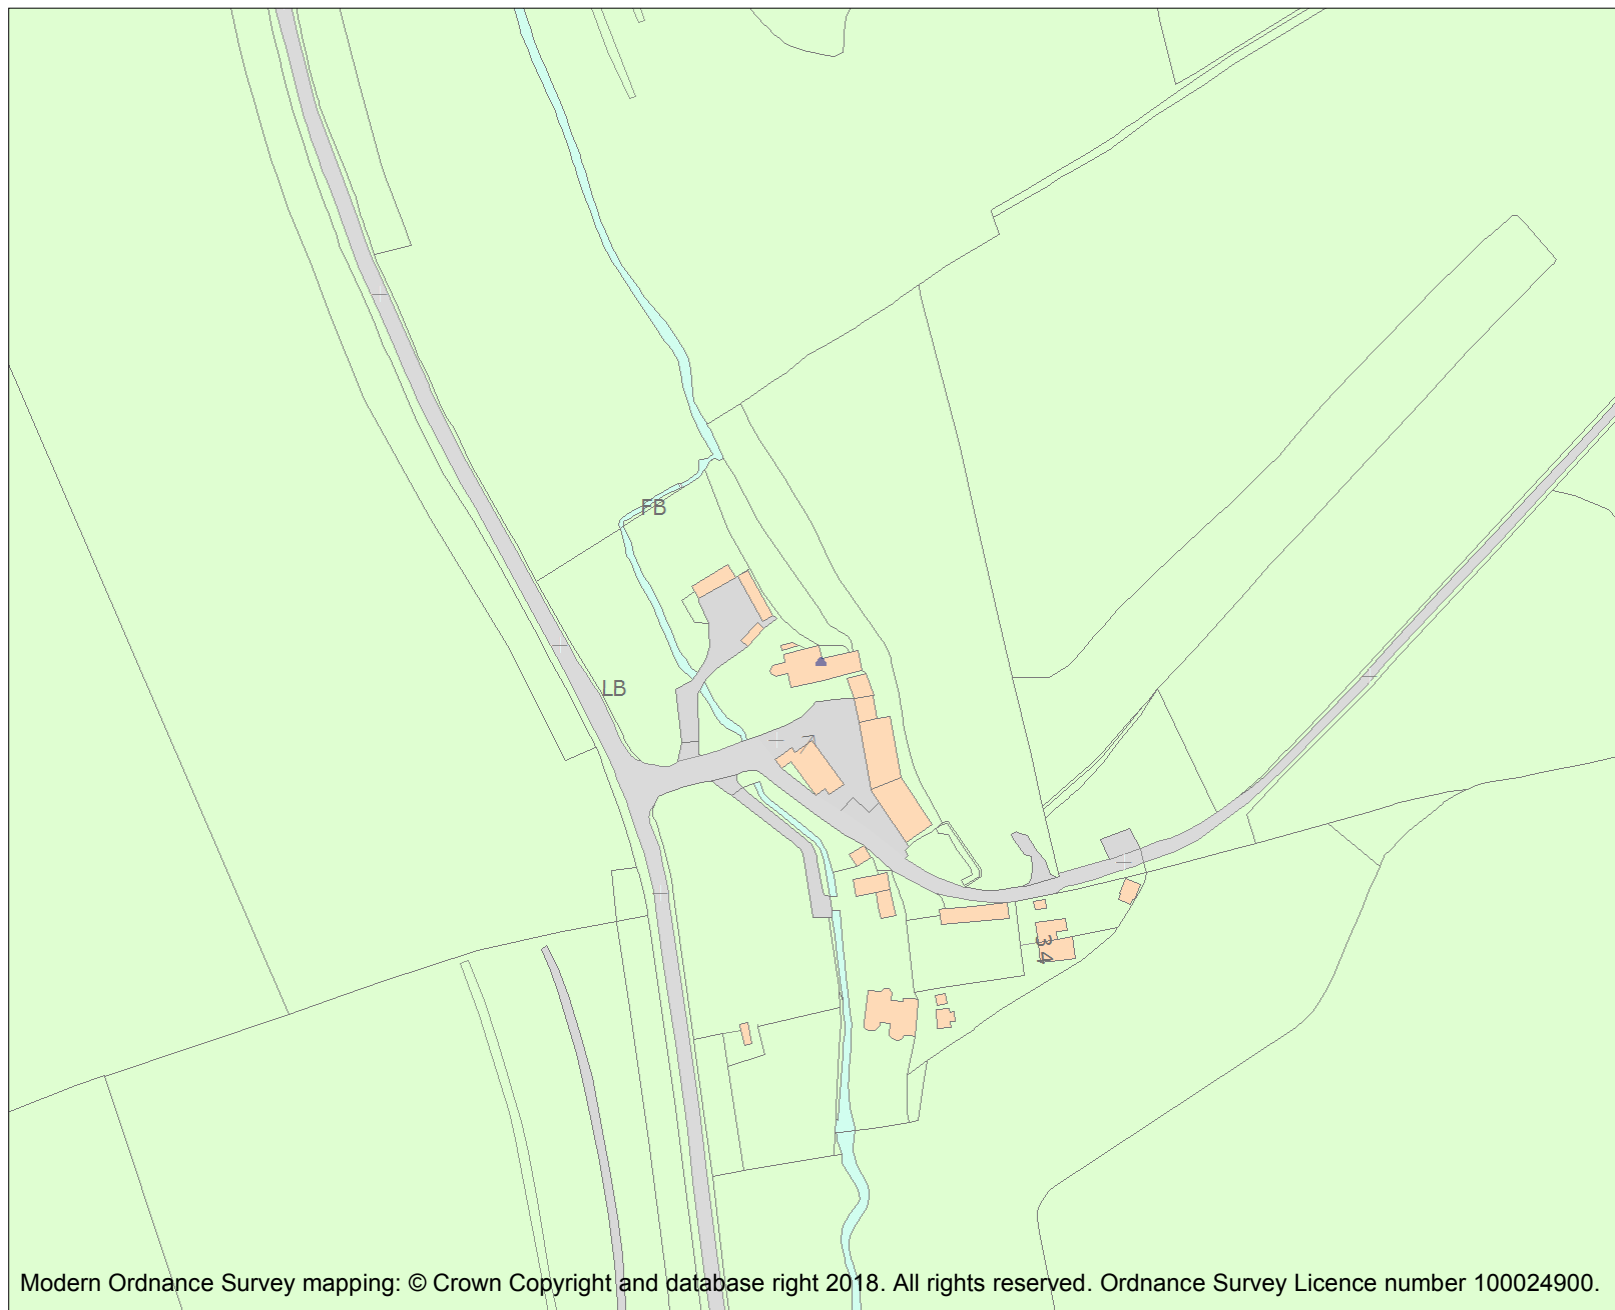 FB
LB
3
4
Modern Ordnance Survey mapping: © Crown Copyright and database right 2018. All rights reserved. Ordnance Survey Licence number 100024900.